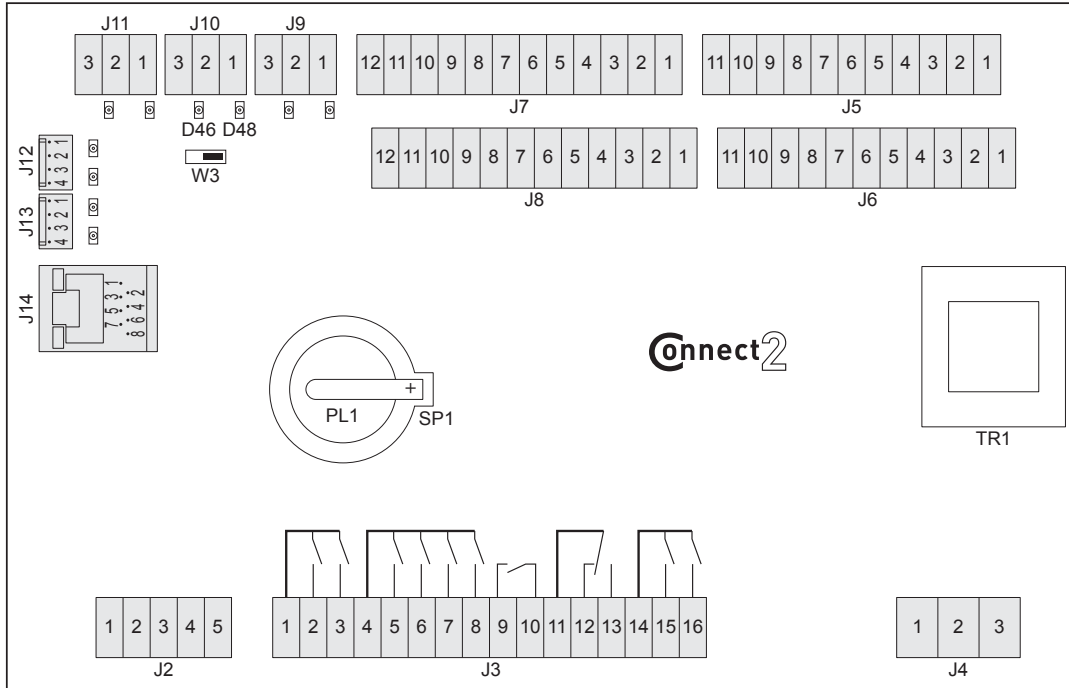 J11 J10 J9
3 2 1 3 2 1 3 2 1 12 11 10 9 8 7 6 5 4 3 2 1 11 10 9 8 7 6 5 4 3 2 1
J7 J5
D46 D48
W3
12 11 10 9 8 7 6 5 4 3 2 1 11 10 9 8 7 6 5 4 3 2 1
J8 J6
J12
4 3 2 1
J13
4 3 2 1
J14
7 5 3 1
8 6 4 2
Connect2
+
PL1 SP1
TR1
1 2 3 4 5 1 2 3 4 5 6 7 8 9 10 11 12 13 14 15 16 1 2 3
J2 J3 J4